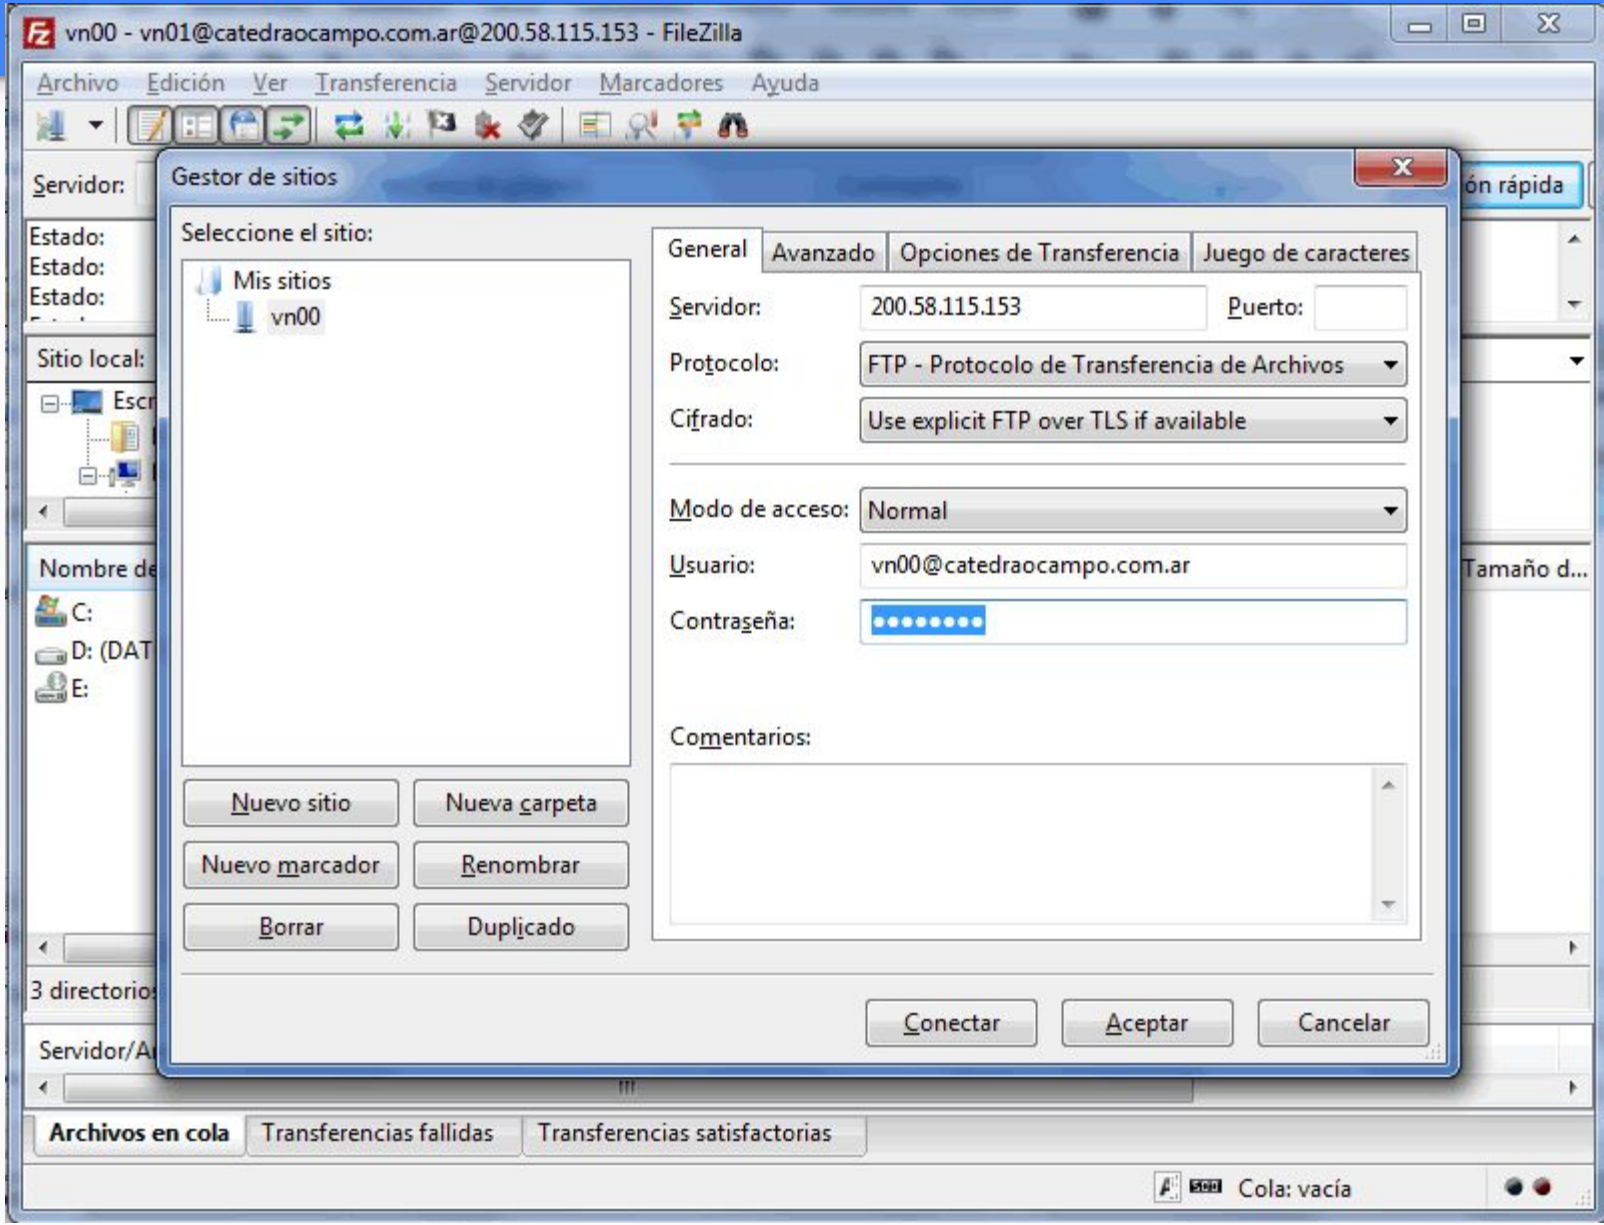 vn00 - vn01@catedraocampo.com.ar@200.58.115.153 - FileZilla
Archivo Edición Ver Transferencia Servidor Marcadores Ayuda
Servidor:
ón rápida
Estado:
Estado:
Estado:
Sitio local:
Escr
Nombre de
Tamaño d...
C:
D: (DAT
E:
3 directorios
Servidor/A
Gestor de sitios
Seleccione el sitio:
Mis sitios
vn00
Nuevo sitio Nueva carpeta
Nuevo marcador Renombrar
Borrar Duplicado
General Avanzado Opciones de Transferencia Juego de caracteres
Servidor: 200.58.115.153 Puerto:
Protocolo: FTP - Protocolo de Transferencia de Archivos
Cifrado: Use explicit FTP over TLS if available
Modo de acceso: Normal
Usuario: vn00@catedraocampo.com.ar
Contraseña: ●●●●●●●●
Comentarios:
Conectar Aceptar Cancelar
Archivos en cola Transferencias fallidas Transferencias satisfactorias
Cola: vacía